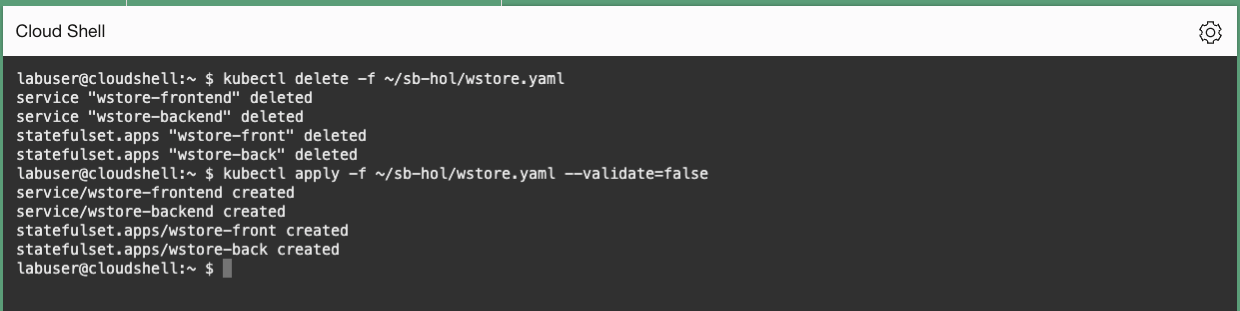 Cloud Shell
labuser@cloudshell:~ $ kubectl delete -f ~/sb-hol/wstore.yaml
service "wstore-frontend" deleted
service "wstore-backend" deleted
statefulset.apps "wstore-front" deleted
statefulset.apps "wstore-back" deleted
labuser@cloudshell:~ $ kubectl apply -f ~/sb-hol/wstore.yaml --validate=false
service/wstore-frontend created
service/wstore-backend created
statefulset.apps/wstore-front created
statefulset.apps/wstore-back created
labuser@cloudshell:~ $